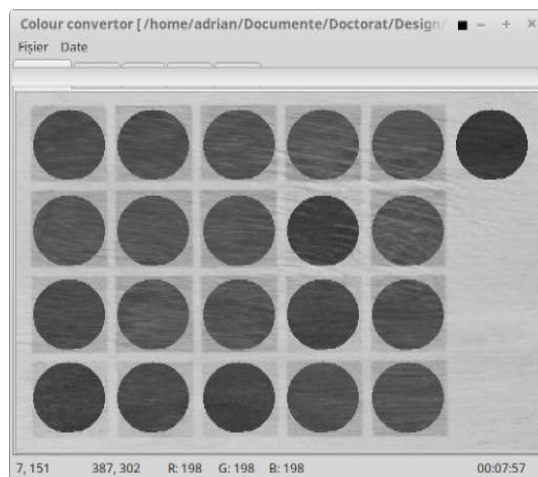 Colour convertor [ /home/adrian/Documente/Doctorat/Design/
Fișier Date
7, 151 387, 302 R: 198 G: 198 B: 198 00:07:57